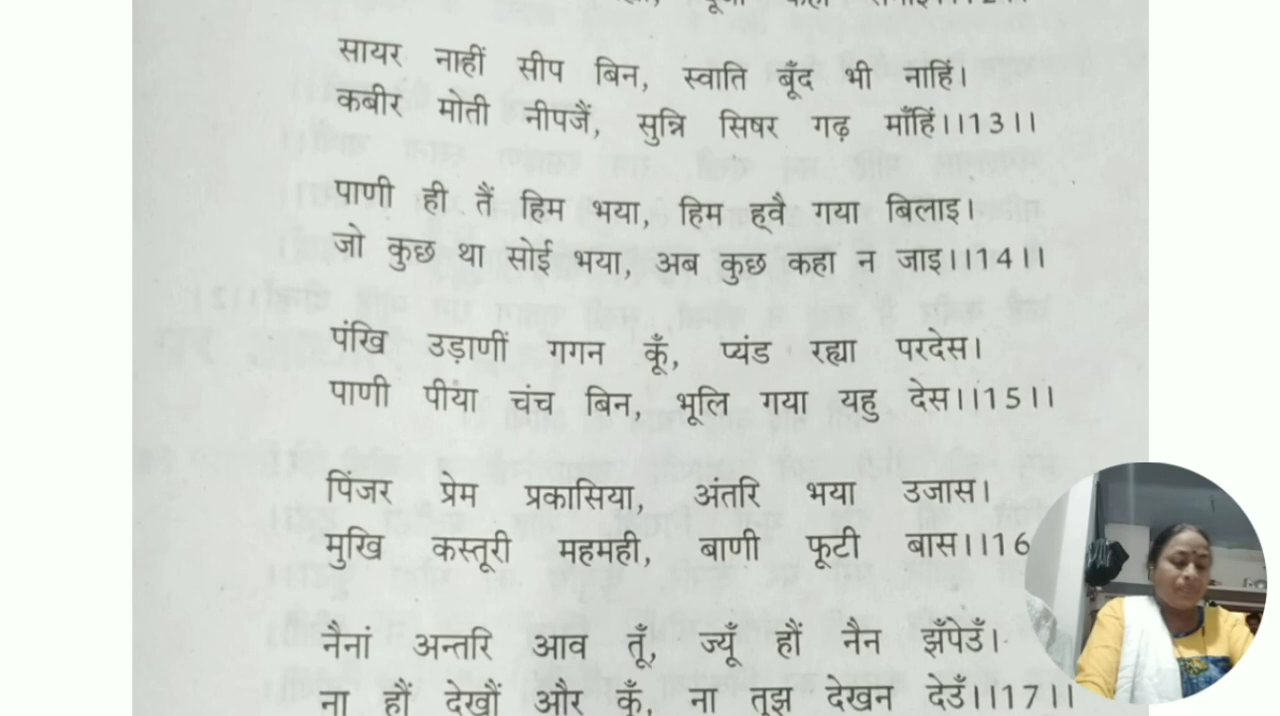 सायर नाहीं सीप बिन, स्वाति बूँद भी नाहिं।
कबीर मोती नीपजैं, सुन्नि सिषर गढ़ माँहिं।।13।।
पाणी ही तैं हिम भया, हिम ह्वै गया बिलाइ।
जो कुछ था सोई भया, अब कुछ कहा न जाइ।।14।।
पंखि उड़ाणीं गगन कूँ, प्यंड रह्या परदेस।
पाणी पीया चंच बिन, भूलि गया यहु देस।।15।।
पिंजर प्रेम प्रकासिया, अंतरि भया उजास।
मुखि कस्तूरी महमही, बाणी फूटी बास।।16
नैनां अन्तरि आव तूँ, ज्यूँ हौं नैन झँपेउँ।
ना हौं देखौं और कूँ, ना तुझ देखन देउँ।।17।।